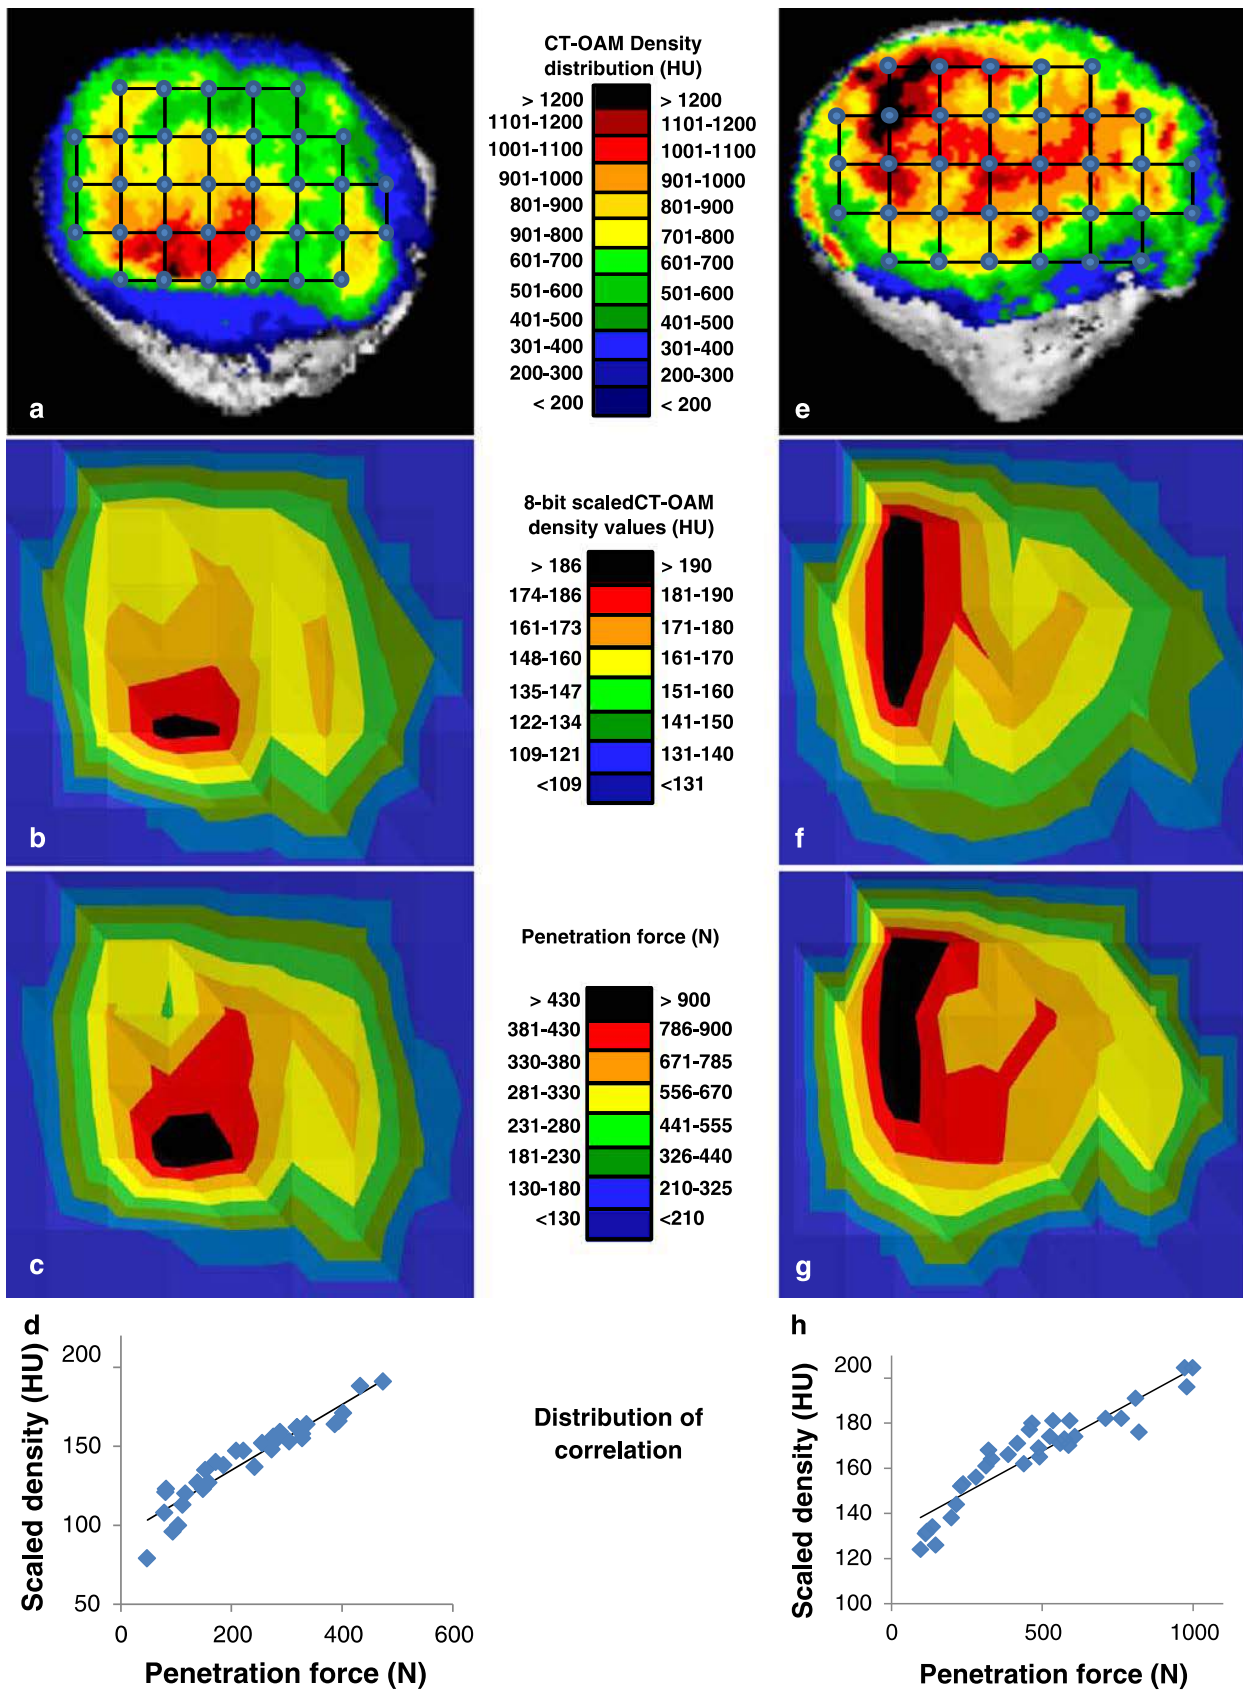 CT-OAM Density
distribution (HU)
> 1200 > 1200
1101-1200 1101-1200
1001-1100 1001-1100
901-1000 901-1000
801-900 801-900
901-800 701-800
601-700 601-700
501-600 501-600
401-500 401-500
301-400 301-400
200-300 200-300
< 200 < 200
a
e
8-bit scaledCT-OAM
density values (HU)
> 186 > 190
174-186 181-190
161-173 171-180
148-160 161-170
135-147 151-160
122-134 141-150
109-121 131-140
<109 <131
b
f
Penetration force (N)
> 430 > 900
381-430 786-900
330-380 671-785
281-330 556-670
231-280 441-555
181-230 326-440
130-180 210-325
<130 <210
c
g
d
Scaled density (HU)
200
150
100
50
0 200 400 600
Penetration force (N)
Distribution of
correlation
h
Scaled density (HU)
200
180
160
140
120
100
0 500 1000
Penetration force (N)